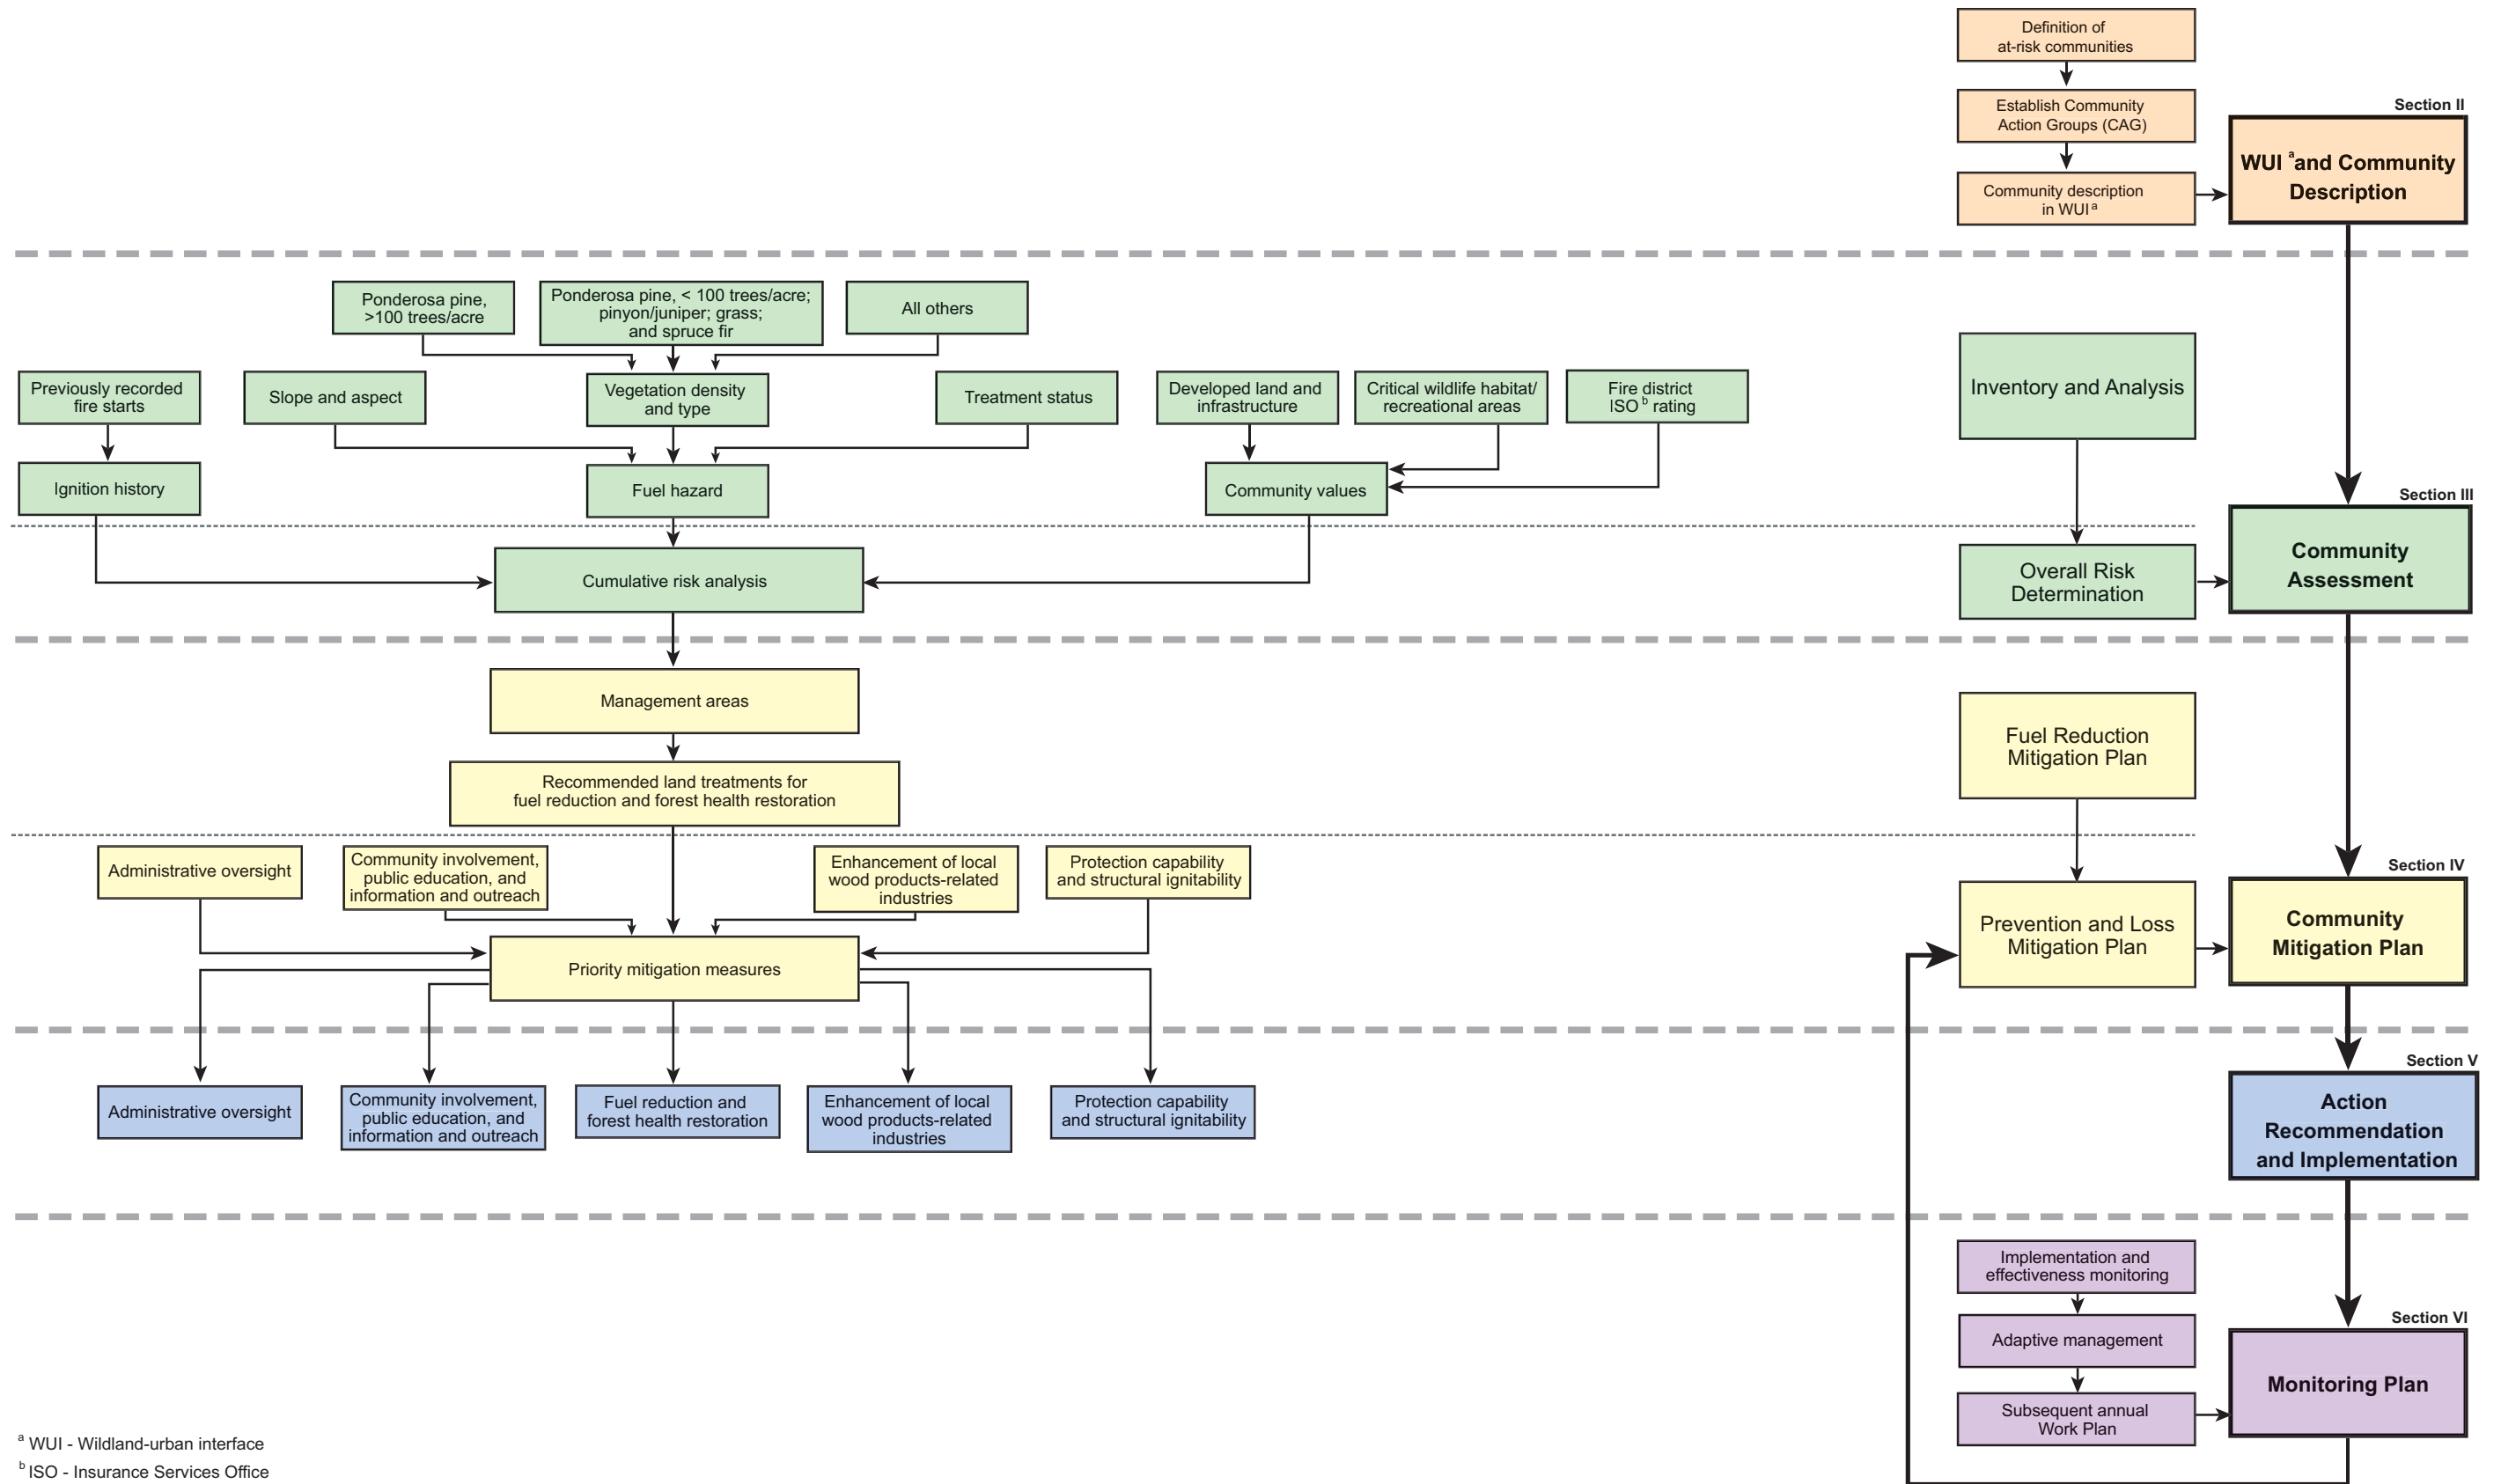 Definition of
at-risk communities
Establish Community
Action Groups (CAG)
Community description
in WUI a
Section II
WUI a and Community
Description
Ponderosa pine,
>100 trees/acre
Ponderosa pine, < 100 trees/acre;
pinyon/juniper; grass;
and spruce fir
All others
Previously recorded
fire starts
Slope and aspect
Vegetation density
and type
Treatment status
Developed land and
infrastructure
Critical wildlife habitat/
recreational areas
Fire district
ISO b rating
Inventory and Analysis
Ignition history
Fuel hazard
Community values
Section III
Cumulative risk analysis
Overall Risk
Determination
Community
Assessment
Management areas
Fuel Reduction
Mitigation Plan
Recommended land treatments for
fuel reduction and forest health restoration
Administrative oversight
Community involvement,
public education, and
information and outreach
Enhancement of local
wood products-related
industries
Protection capability
and structural ignitability
Section IV
Priority mitigation measures
Prevention and Loss
Mitigation Plan
Community
Mitigation Plan
Section V
Administrative oversight
Community involvement,
public education, and
information and outreach
Fuel reduction and
forest health restoration
Enhancement of local
wood products-related
industries
Protection capability
and structural ignitability
Action
Recommendation
and Implementation
Implementation and
effectiveness monitoring
Adaptive management
Subsequent annual
Work Plan
Section VI
Monitoring Plan
a WUI - Wildland-urban interface
b ISO - Insurance Services Office